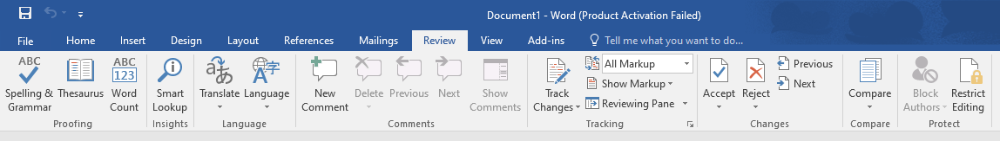 Document1 - Word (Product Activation Failed)
File Home Insert Design Layout References Mailings Review View Add-ins Tell me what you want to do...
ABC
Spelling &
Grammar
Thesaurus
ABC
123
Word
Count
Proofing
Smart
Lookup
Insights
Translate
Language
Language
New
Comment
Delete
Previous
Next
Show
Comments
Comments
Track
Changes
All Markup
Show Markup
Reviewing Pane
Tracking
Accept
Reject
Previous
Next
Changes
Compare
Compare
Block
Authors
Restrict
Editing
Protect